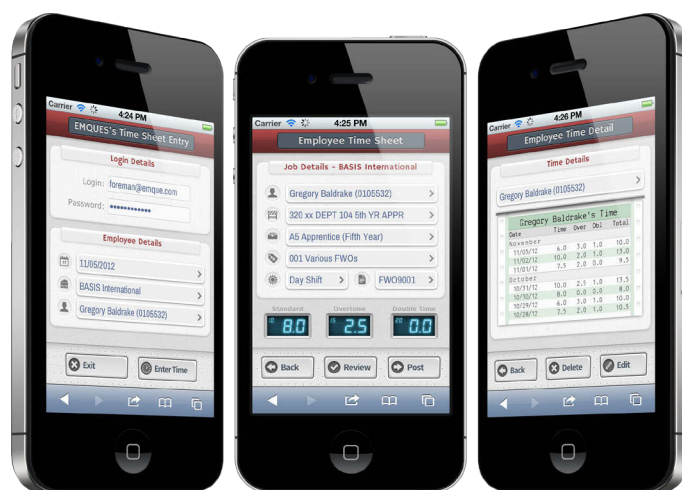 Carrier
4:24 PM
EMQUES's Time Sheet Entry
Login Details
Login: foreman@emque.com
Password: ••••••••••••
Employee Details
11/05/2012
BASIS International
Gregory Baldrake (0105532)
Exit
Enter Time
Carrier
4:25 PM
Employee Time Sheet
Job Details - BASIS International
Gregory Baldrake (0105532)
320 xx DEPT 104 5th YR APPR
A5 Apprentice (Fifth Year)
001 Various FWOs
Day Shift
FWO9001
Standard Overtime Double Time
8.0 2.5 0.0
Back Review Post
Carrier
4:26 PM
Employee Time Detail
Time Details
Gregory Baldrake (0105532)
Gregory Baldrake's Time
Date Time Over Dbl Total
November
11/05/12 6.0 3.0 1.0 10.0
11/02/12 10.0 2.0 1.0 13.0
11/01/12 7.5 2.0 0.0 9.5
October
10/31/12 10.0 2.5 1.0 13.5
10/30/12 8.0 0.0 0.0 8.0
10/29/12 6.0 3.0 1.0 10.0
10/28/12 7.5 2.0 1.0 10.5
Back Delete Edit